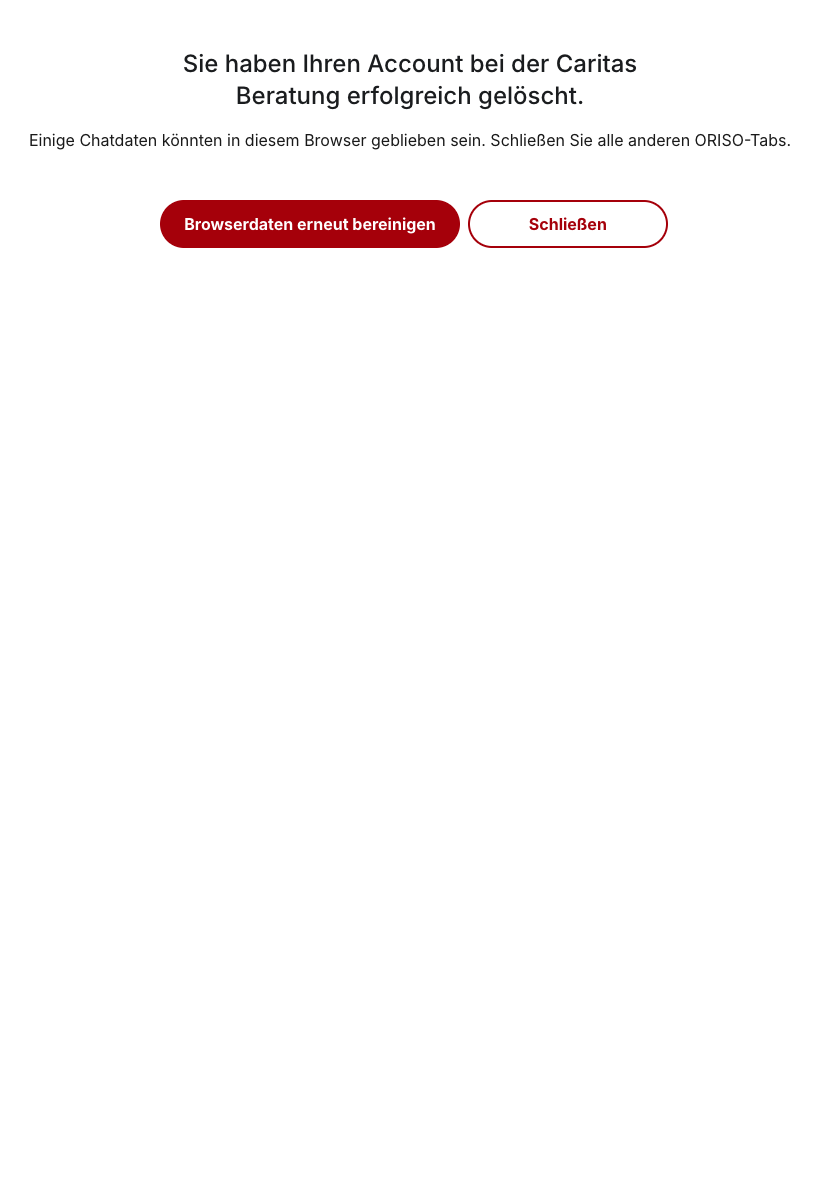 Sie haben Ihren Account bei der Caritas
Beratung erfolgreich gelöscht.
Einige Chatdaten könnten in diesem Browser geblieben sein. Schließen Sie alle anderen ORISO-Tabs.
Browserdaten erneut bereinigen
Schließen